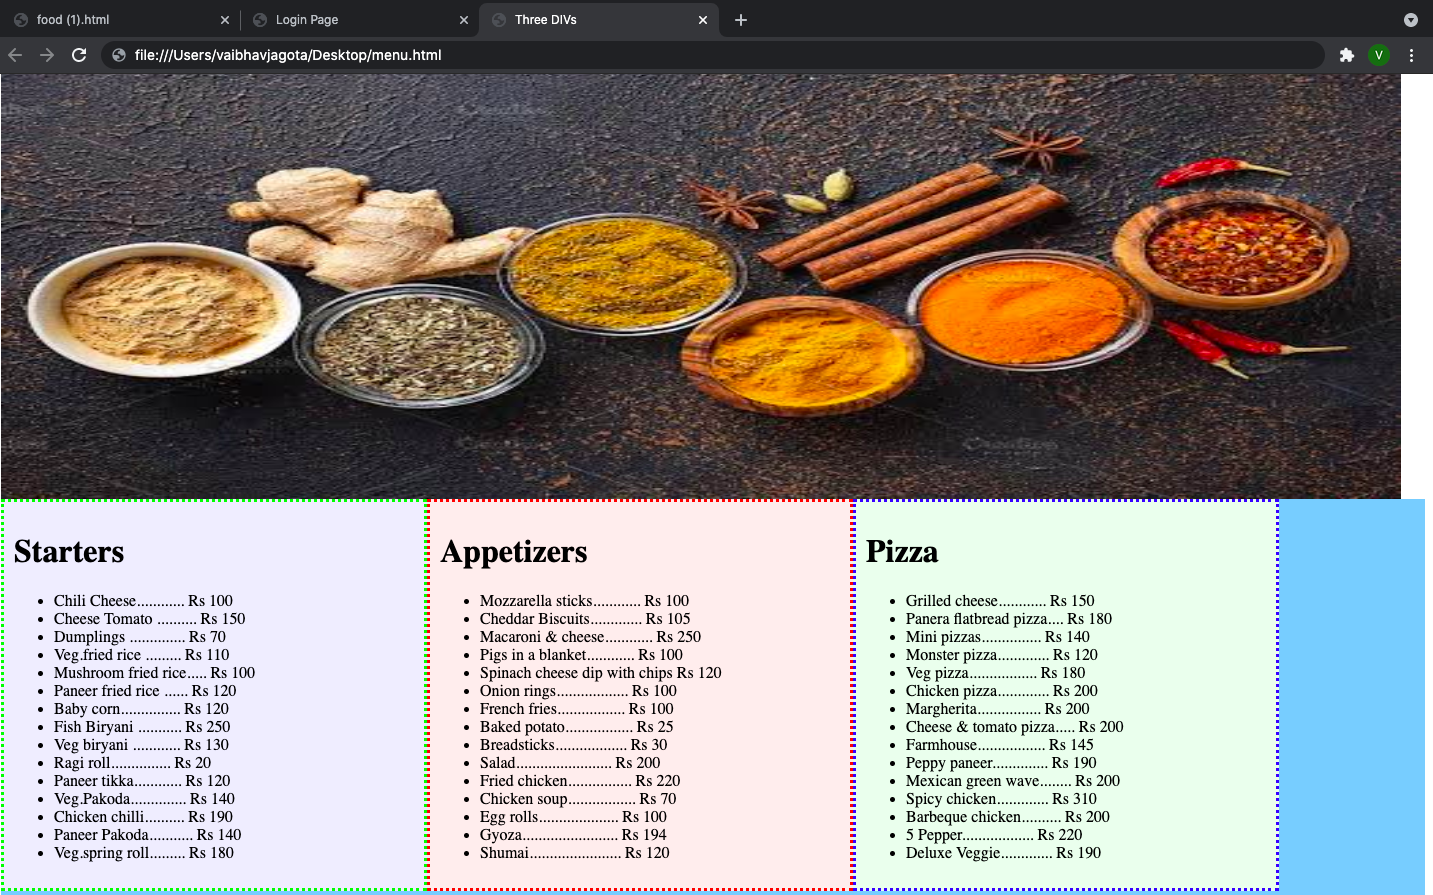 food (1).html
Login Page
Three DIVs
file:///Users/vaibhavjagota/Desktop/menu.html
V
Starters
Chili Cheese............ Rs 100
Cheese Tomato .......... Rs 150
Dumplings .............. Rs 70
Veg.fried rice ......... Rs 110
Mushroom fried rice..... Rs 100
Paneer fried rice ...... Rs 120
Baby corn............... Rs 120
Fish Biryani ........... Rs 250
Veg biryani ............ Rs 130
Ragi roll............... Rs 20
Paneer tikka............ Rs 120
Veg.Pakoda.............. Rs 140
Chicken chilli.......... Rs 190
Paneer Pakoda........... Rs 140
Veg.spring roll......... Rs 180
Appetizers
Mozzarella sticks............ Rs 100
Cheddar Biscuits............. Rs 105
Macaroni & cheese............ Rs 250
Pigs in a blanket............ Rs 100
Spinach cheese dip with chips Rs 120
Onion rings.................. Rs 100
French fries................. Rs 100
Baked potato................. Rs 25
Breadsticks.................. Rs 30
Salad........................ Rs 200
Fried chicken................ Rs 220
Chicken soup................. Rs 70
Egg rolls.................... Rs 100
Gyoza........................ Rs 194
Shumai....................... Rs 120
Pizza
Grilled cheese............ Rs 150
Panera flatbread pizza.... Rs 180
Mini pizzas............... Rs 140
Monster pizza............. Rs 120
Veg pizza................. Rs 180
Chicken pizza............. Rs 200
Margherita................ Rs 200
Cheese & tomato pizza..... Rs 200
Farmhouse................. Rs 145
Peppy paneer.............. Rs 190
Mexican green wave........ Rs 200
Spicy chicken............. Rs 310
Barbeque chicken.......... Rs 200
5 Pepper.................. Rs 220
Deluxe Veggie............. Rs 190